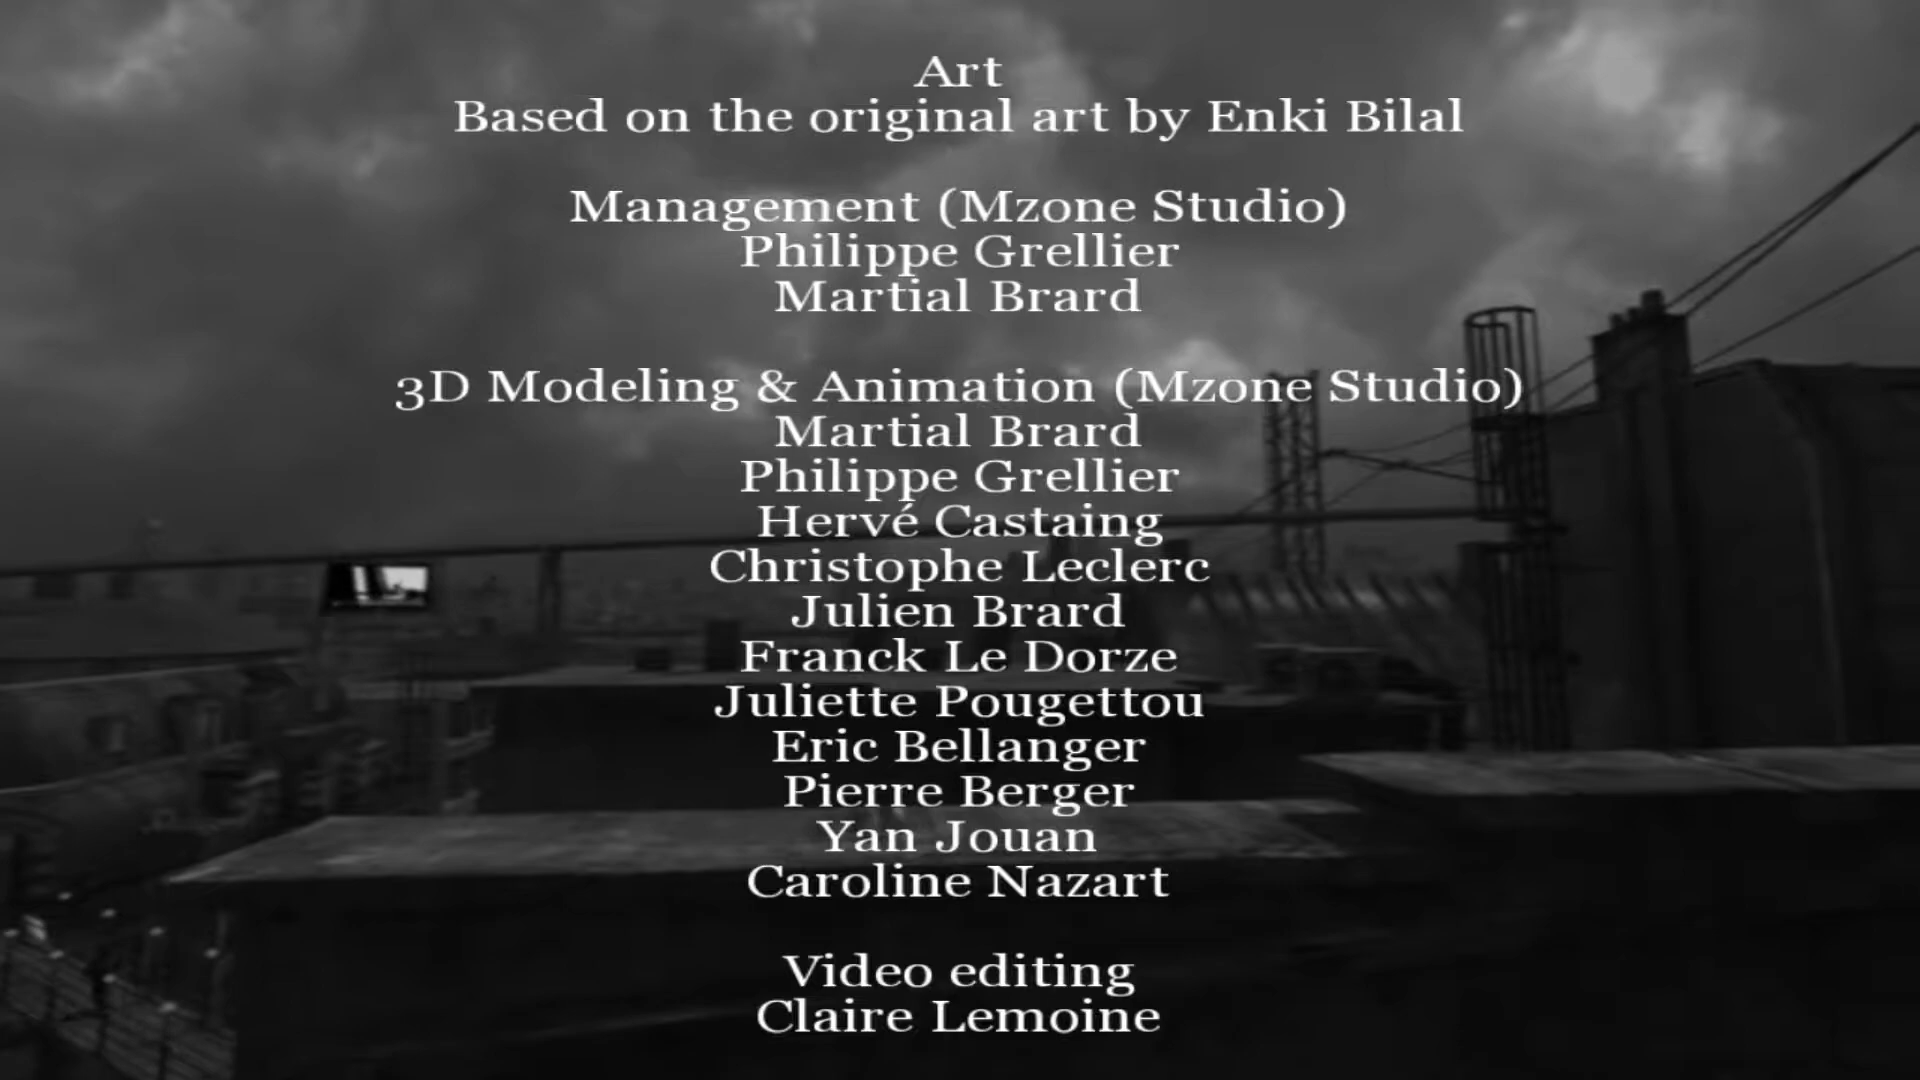 Art
Based on the original art by Enki Bilal
Management (Mzone Studio)
Philippe Grellier
Martial Brard
3D Modeling & Animation (Mzone Studio)
Martial Brard
Philippe Grellier
Hervé Castaing
Christophe Leclerc
Julien Brard
Franck Le Dorze
Juliette Pougettou
Eric Bellanger
Pierre Berger
Yan Jouan
Caroline Nazart
Video editing
Claire Lemoine